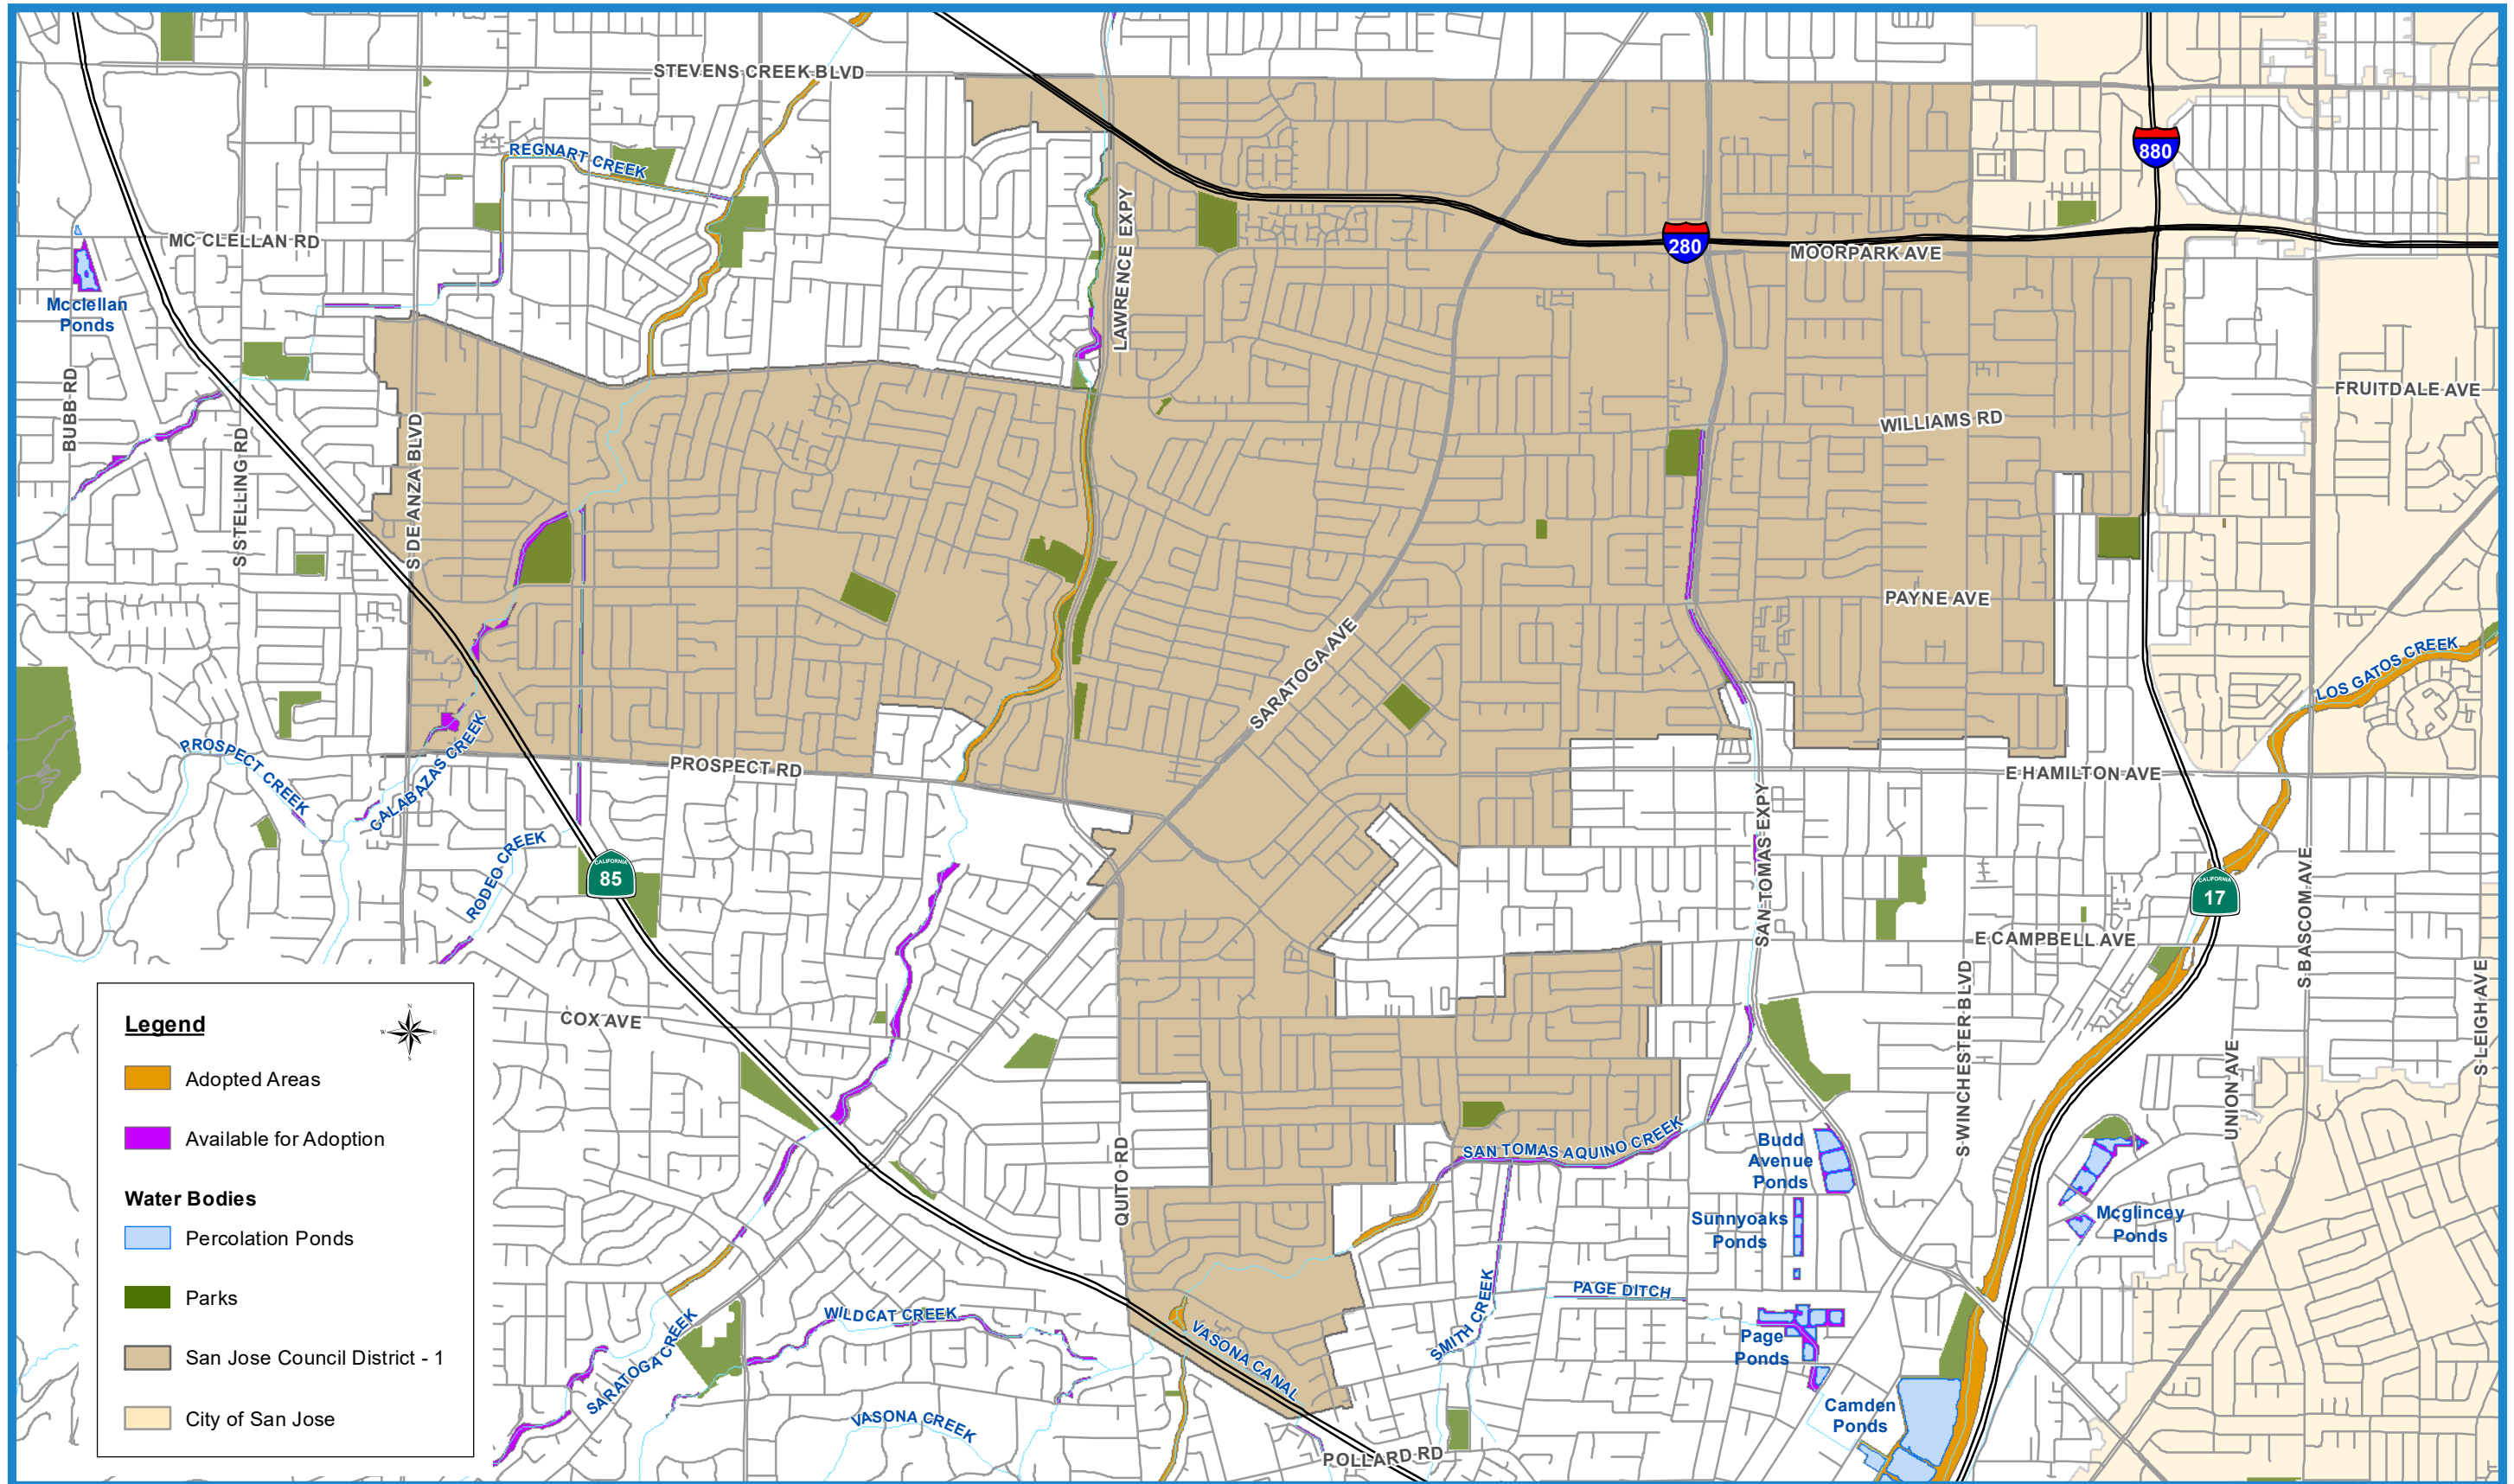 STEVENS CREEK BLVD
REGNART CREEK
LAWRENCE EXPY
880
MC CLELLAN RD
280
MOORPARK AVE
Mcclellan
Ponds
BUBB RD
S STELLING RD
S DE ANZA BLVD
FRUITDALE AVE
WILLIAMS RD
PAYNE AVE
SARATOGA AVE
LOS GATOS CREEK
PROSPECT CREEK
CALABAZAS CREEK
PROSPECT RD
E HAMILTON AVE
SAN TOMAS EXPY
RODEO CREEK
CALIFORNIA
85
CALIFORNIA
17
S BASCOM AVE
E CAMPBELL AVE
S WINCHESTER BLVD
S LEIGH AVE
COX AVE
UNION AVE
QUITO RD
SAN TOMAS AQUINO CREEK
Budd
Avenue
Ponds
Sunnyoaks
Ponds
Mcglincey
Ponds
PAGE DITCH
SMITH CREEK
Page
Ponds
WILDCAT CREEK
SARATOGA CREEK
VASONA CANAL
VASONA CREEK
Camden
Ponds
POLLARD RD
Legend
N
W E
S
Adopted Areas
Available for Adoption
Water Bodies
Percolation Ponds
Parks
San Jose Council District - 1
City of San Jose